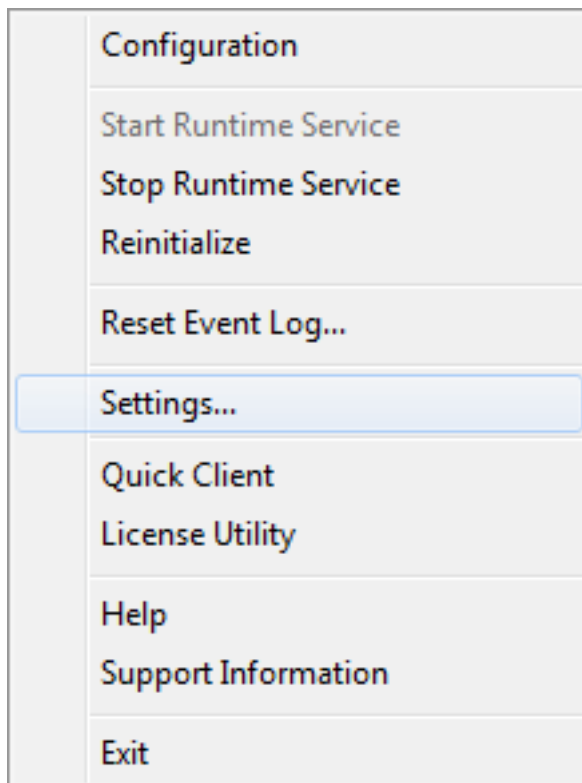 Configuration
Start Runtime Service
Stop Runtime Service
Reinitialize
Reset Event Log...
Settings...
Quick Client
License Utility
Help
Support Information
Exit